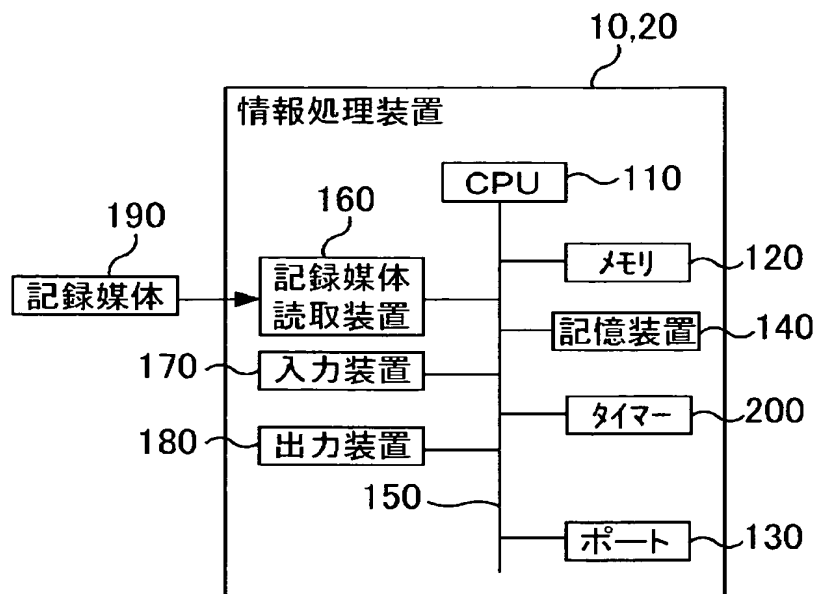 10,20
情報処理装置
CPU
110
160
190
記録媒体
記録媒体
読取装置
メモリ
120
記憶装置
140
170
入力装置
タイマー
200
180
出力装置
150
ポート
130